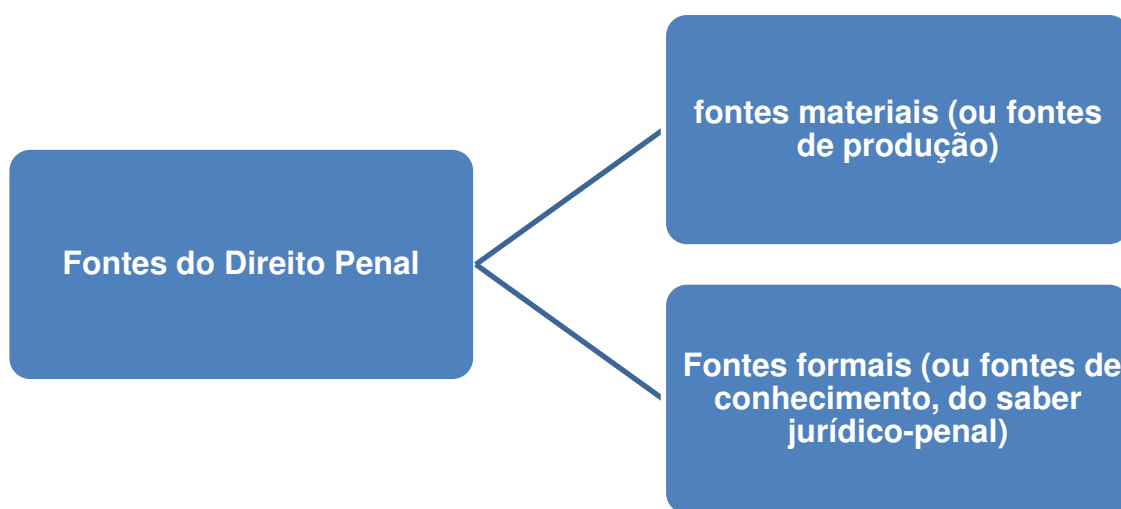 fontes materiais (ou fontes
de produção)
Fontes do Direito Penal
Fontes formais (ou fontes de
conhecimento, do saber
jurídico-penal)